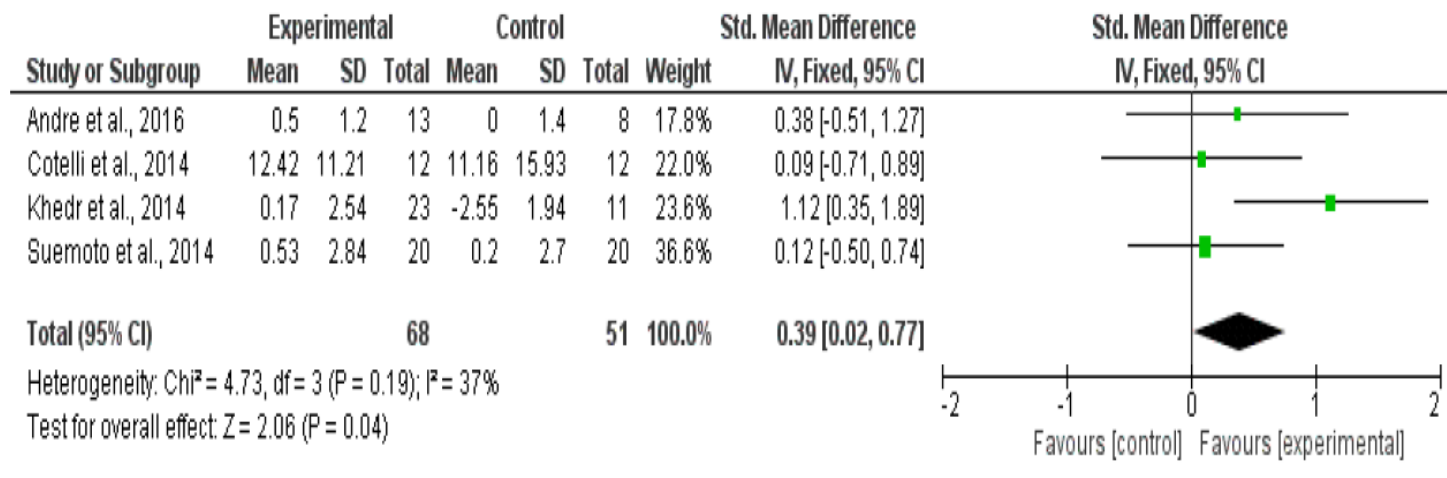 Experimental Control Std. Mean Difference Std. Mean Difference
Study or Subgroup Mean SD Total Mean SD Total Weight IV, Fixed, 95% CI IV, Fixed, 95% CI
Andre et al., 2016 0.5 1.2 13 0 1.4 8 17.8% 0.38 [-0.51, 1.27]
Cotelli et al., 2014 12.42 11.21 12 11.16 15.93 12 22.0% 0.09 [-0.71, 0.89]
Khedr et al., 2014 0.17 2.54 23 -2.55 1.94 11 23.6% 1.12 [0.35, 1.89]
Suemoto et al., 2014 0.53 2.84 20 0.2 2.7 20 36.6% 0.12 [-0.50, 0.74]
Total (95% CI) 68 51 100.0% 0.39 [0.02, 0.77]
Heterogeneity: Chi² = 4.73, df = 3 (P = 0.19); I² = 37%
Test for overall effect: Z = 2.06 (P = 0.04)
-2 -1 0 1 2
Favours [control] Favours [experimental]